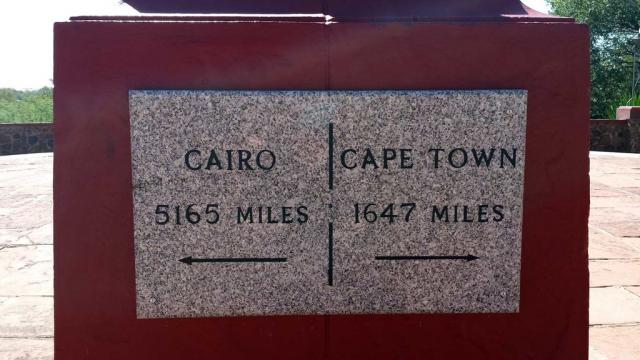 CAIRO
5165 MILES
CAPE TOWN
1647 MILES